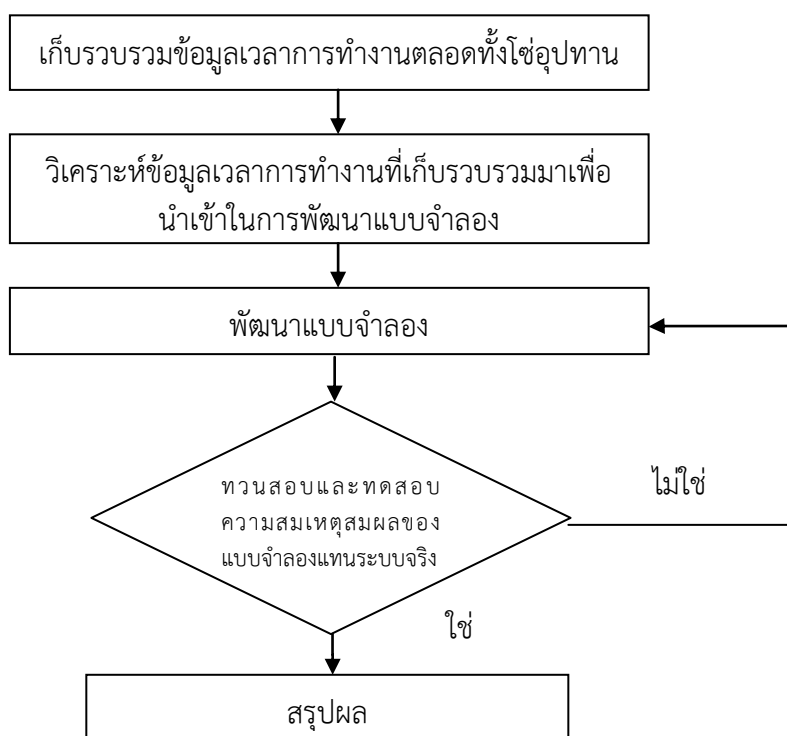 เก็บรวบรวมข้อมูลเวลาการทำงานตลอดทั้งโซ่อุปทาน
วิเคราะห์ข้อมูลเวลาการทำงานที่เก็บรวบรวมมาเพื่อ
นำเข้าในการพัฒนาแบบจำลอง
พัฒนาแบบจำลอง
ทวนสอบและทดสอบ
ความสมเหตุสมผลของ
แบบจำลองแทนระบบจริง
ไม่ใช่
ใช่
สรุปผล